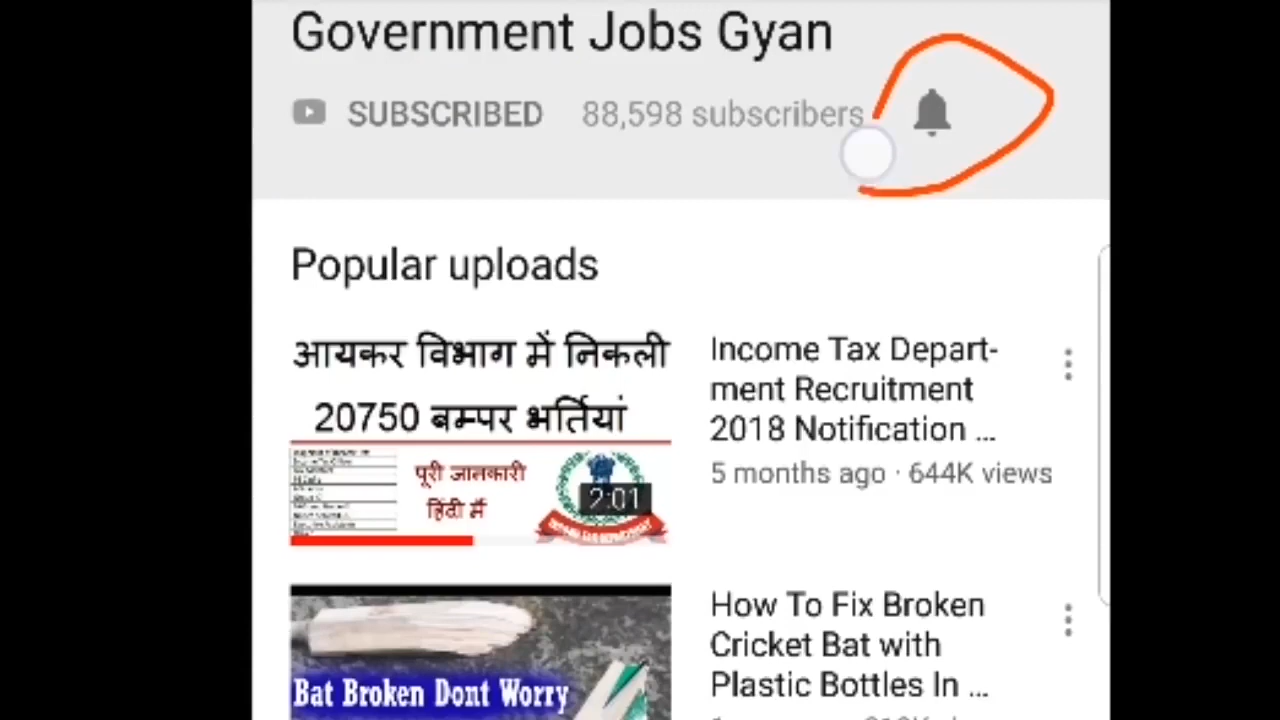 Government Jobs Gyan
SUBSCRIBED 88,598 subscribers
Popular uploads
आयकर विभाग में निकली
20750 बम्पर भर्तियां
पूरी जानकारी
हिंदी में
2:01
Income Tax Depart-
ment Recruitment
2018 Notification ...
5 months ago · 644K views
Bat Broken Dont Worry
How To Fix Broken
Cricket Bat with
Plastic Bottles In ...